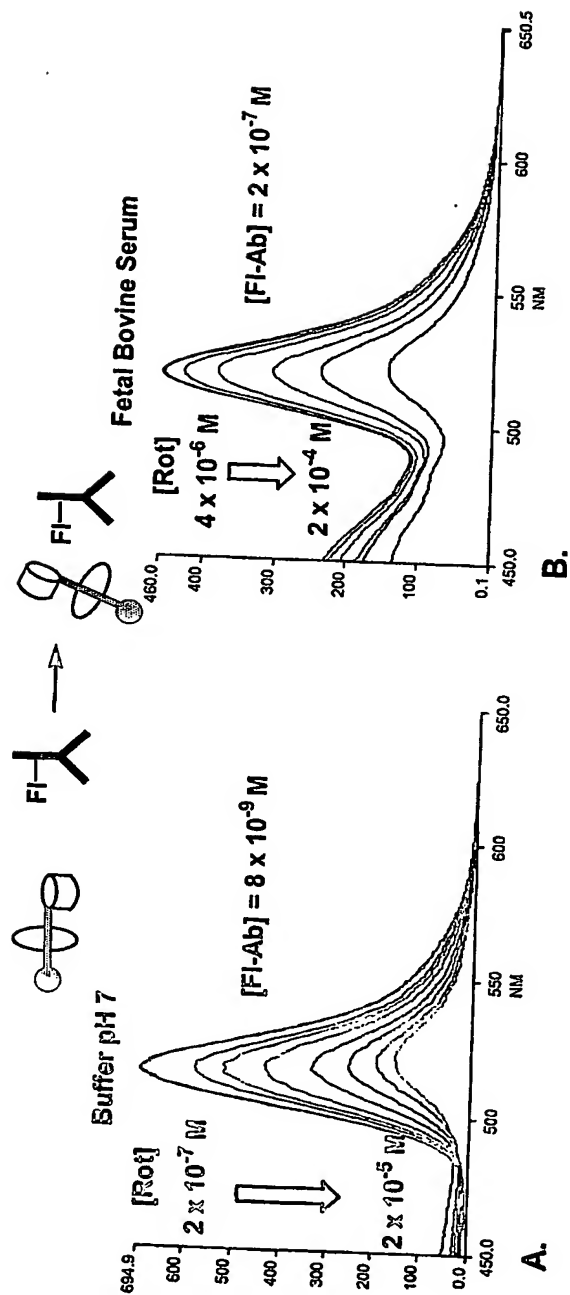 Fl
Fl
Buffer pH 7
[Rot]
2 x 10⁻⁷ M
2 x 10⁻⁵ M
[Fl-Ab] = 8 x 10⁻⁹ M
694.9
600
500
400
300
200
100
0.0
450.0
500
550
600
650.0
NM
A.
Fetal Bovine Serum
[Rot]
4 x 10⁻⁶ M
2 x 10⁻⁴ M
[Fl-Ab] = 2 x 10⁻⁷ M
460.0
400
300
200
100
0.1
450.0
500
550
600
650.5
NM
B.